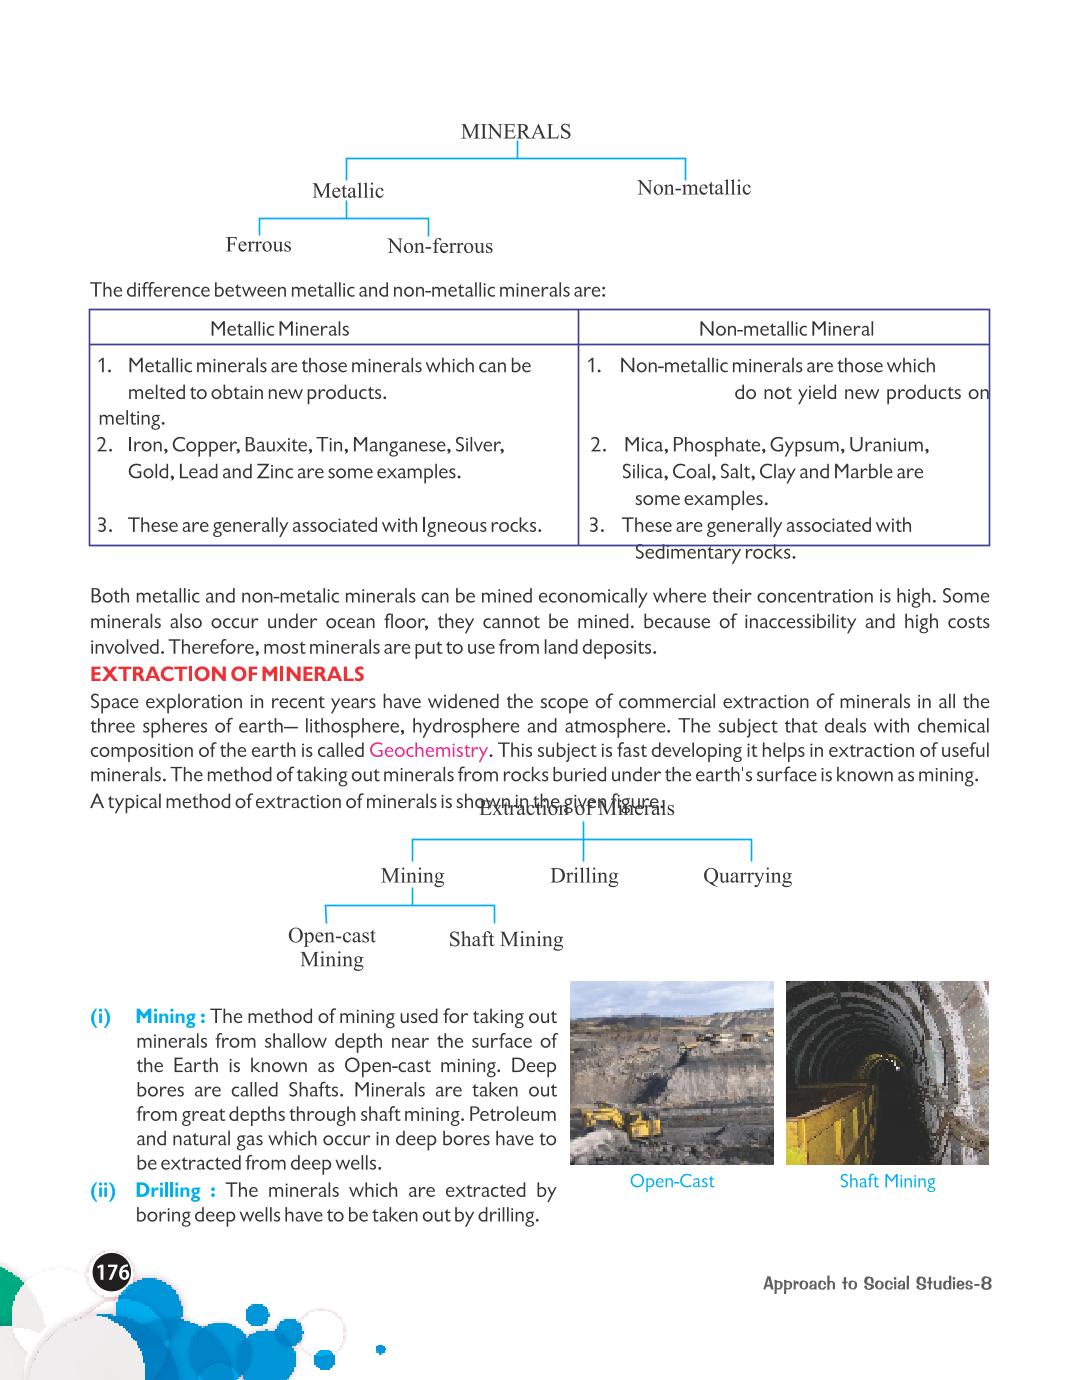 MINERALS
Metallic
Non-metallic
Ferrous
Non-ferrous
The difference between metallic and non-metallic minerals are:
Metallic Minerals
Non-metallic Mineral
1. Metallic minerals are those minerals which can be
melted to obtain new products.
1. Non-metallic minerals are those which
do not yield new products on
melting.
2. Iron, Copper, Bauxite, Tin, Manganese, Silver,
Gold, Lead and Zinc are some examples.
2. Mica, Phosphate, Gypsum, Uranium,
Silica, Coal, Salt, Clay and Marble are
some examples.
3. These are generally associated with Igneous rocks.
3. These are generally associated with
Sedimentary rocks.
Both metallic and non-metalic minerals can be mined economically where their concentration is high. Some
minerals also occur under ocean floor, they cannot be mined. because of inaccessibility and high costs
involved. Therefore, most minerals are put to use from land deposits.
EXTRACTION OF MINERALS
Space exploration in recent years have widened the scope of commercial extraction of minerals in all the
three spheres of earth— lithosphere, hydrosphere and atmosphere. The subject that deals with chemical
composition of the earth is called Geochemistry. This subject is fast developing it helps in extraction of useful
minerals. The method of taking out minerals from rocks buried under the earth's surface is known as mining.
A typical method of extraction of minerals is shown in the given figure:
Extraction of Minerals
Mining
Drilling
Quarrying
Open-cast
Mining
Shaft Mining
(i) Mining : The method of mining used for taking out
minerals from shallow depth near the surface of
the Earth is known as Open-cast mining. Deep
bores are called Shafts. Minerals are taken out
from great depths through shaft mining. Petroleum
and natural gas which occur in deep bores have to
be extracted from deep wells.
(ii) Drilling : The minerals which are extracted by
boring deep wells have to be taken out by drilling.
Open-Cast
Shaft Mining
176
Approach to Social Studies-8